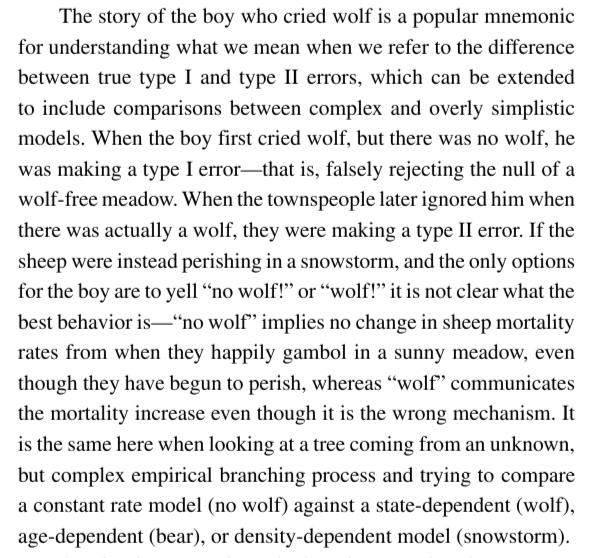 The story of the boy who cried wolf is a popular mnemonic
for understanding what we mean when we refer to the difference
between true type I and type II errors, which can be extended
to include comparisons between complex and overly simplistic
models. When the boy first cried wolf, but there was no wolf, he
was making a type I error—that is, falsely rejecting the null of a
wolf-free meadow. When the townspeople later ignored him when
there was actually a wolf, they were making a type II error. If the
sheep were instead perishing in a snowstorm, and the only options
for the boy are to yell “no wolf!” or “wolf!” it is not clear what the
best behavior is—“no wolf” implies no change in sheep mortality
rates from when they happily gambol in a sunny meadow, even
though they have begun to perish, whereas “wolf” communicates
the mortality increase even though it is the wrong mechanism. It
is the same here when looking at a tree coming from an unknown,
but complex empirical branching process and trying to compare
a constant rate model (no wolf) against a state-dependent (wolf),
age-dependent (bear), or density-dependent model (snowstorm).